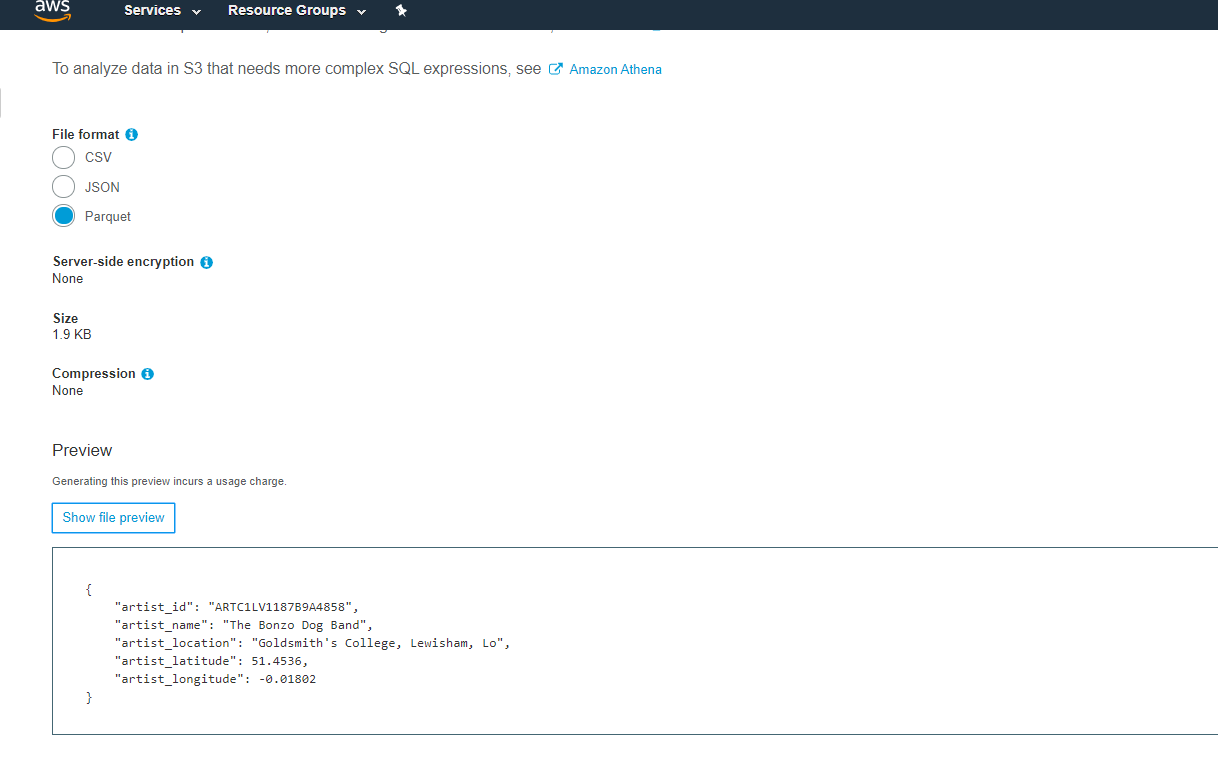 aws Services Resource Groups
To analyze data in S3 that needs more complex SQL expressions, see Amazon Athena
File format
CSV
JSON
Parquet
Server-side encryption
None
Size
1.9 KB
Compression
None
Preview
Generating this preview incurs a usage charge.
Show file preview
{
"artist_id": "ARTC1LV1187B9A4858",
"artist_name": "The Bonzo Dog Band",
"artist_location": "Goldsmith's College, Lewisham, Lo",
"artist_latitude": 51.4536,
"artist_longitude": -0.01802
}